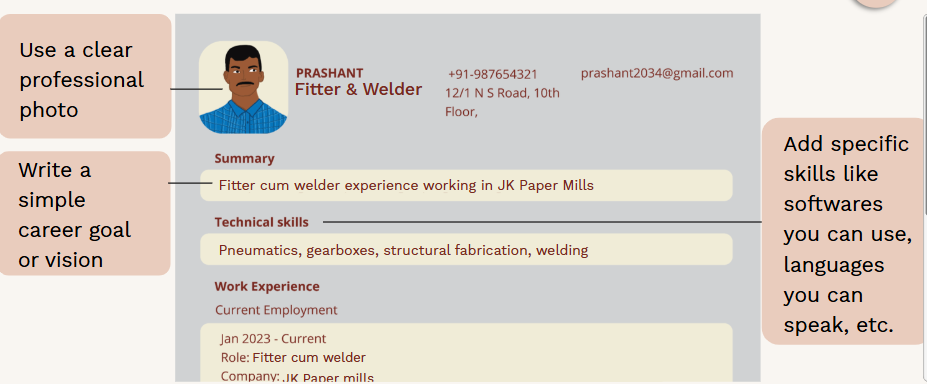 Use a clear
professional
photo
Write a
simple
career goal
or vision
PRASHANT
Fitter & Welder
+91-987654321
12/1 N S Road, 10th
Floor,
prashant2034@gmail.com
Summary
Fitter cum welder experience working in JK Paper Mills
Technical skills
Pneumatics, gearboxes, structural fabrication, welding
Work Experience
Current Employment
Jan 2023 - Current
Role: Fitter cum welder
Company: JK Paper mills
Add specific
skills like
softwares
you can use,
languages
you can
speak, etc.